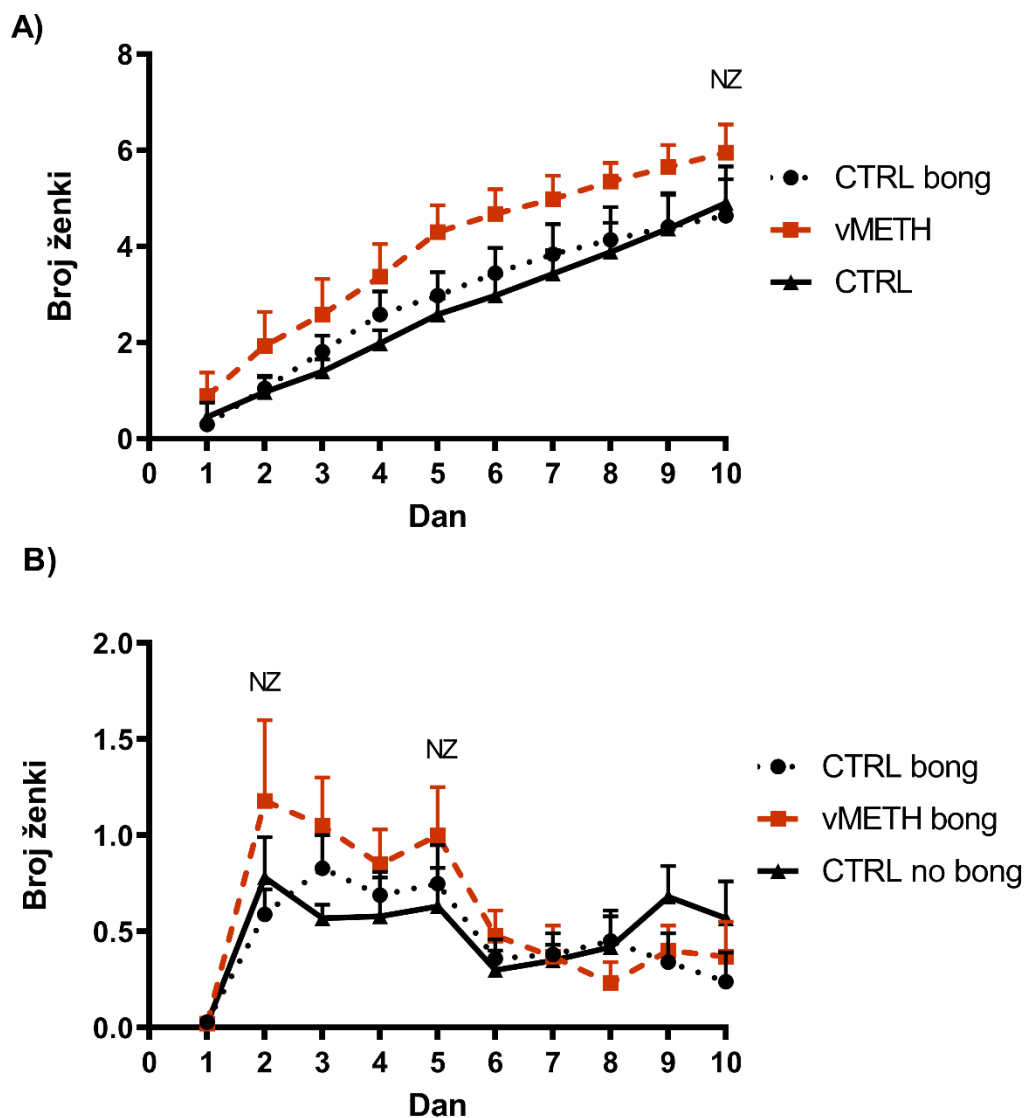 A)
8
6
4
2
0
Broj ženki
NZ
0 1 2 3 4 5 6 7 8 9 10
Dan
CTRL bong
vMETH
CTRL
B)
2.0
1.5
1.0
0.5
0.0
Broj ženki
NZ
NZ
0 1 2 3 4 5 6 7 8 9 10
Dan
CTRL bong
vMETH bong
CTRL no bong